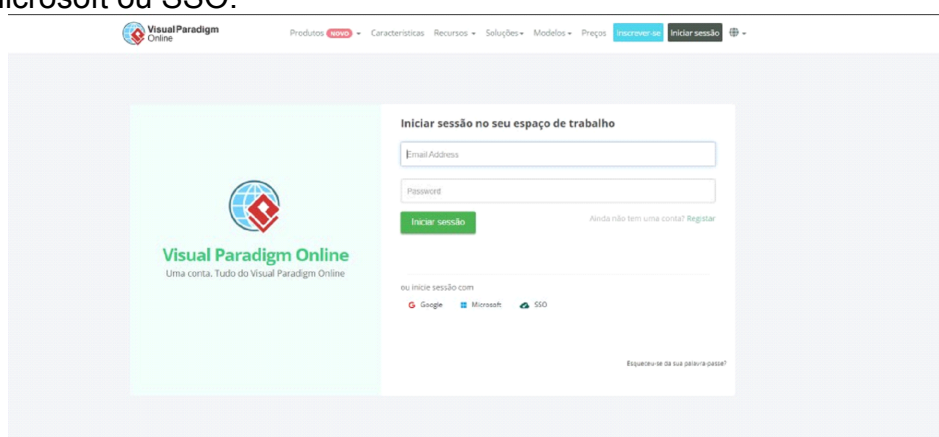 icrosoft ou SSO.
Visual Paradigm
Online
Produtos NOVO Características Recursos Soluções Modelos Preços Inscrever-se Iniciar sessão
Iniciar sessão no seu espaço de trabalho
Email Address
Password
Iniciar sessão
Ainda não tem uma conta? Registar
Visual Paradigm Online
Uma conta. Tudo do Visual Paradigm Online
ou inicie sessão com
G Google Microsoft SSO
Esqueceu-se da sua palavra-passe?